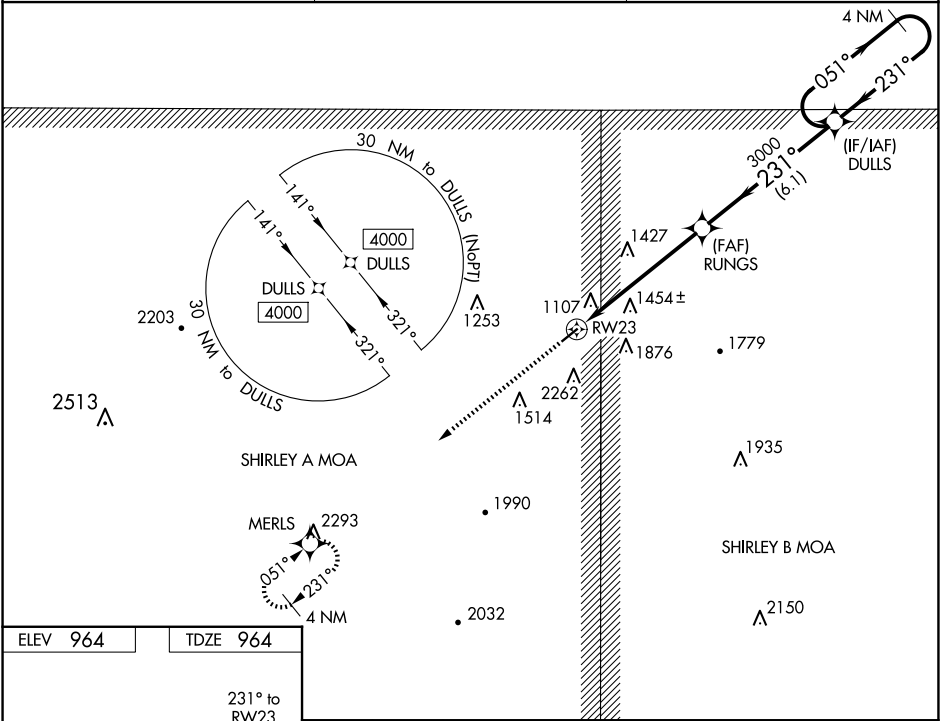 4 NM
051°
231°
(IF/IAF)
DULLS
3000
231°
(6.1)
(FAF)
RUNGS
30 NM to DULLS (NoPT)
141°
4000
DULLS
321°
141°
DULLS
4000
321°
30 NM to DULLS
1427
1253
1107
1454±
RW23
2203
1876
1779
2262
1514
2513
SHIRLEY A MOA
1935
1990
MERLS
2293
SHIRLEY B MOA
051°
231°
4 NM
2032
2150
ELEV 964
TDZE 964
231° to
RW23